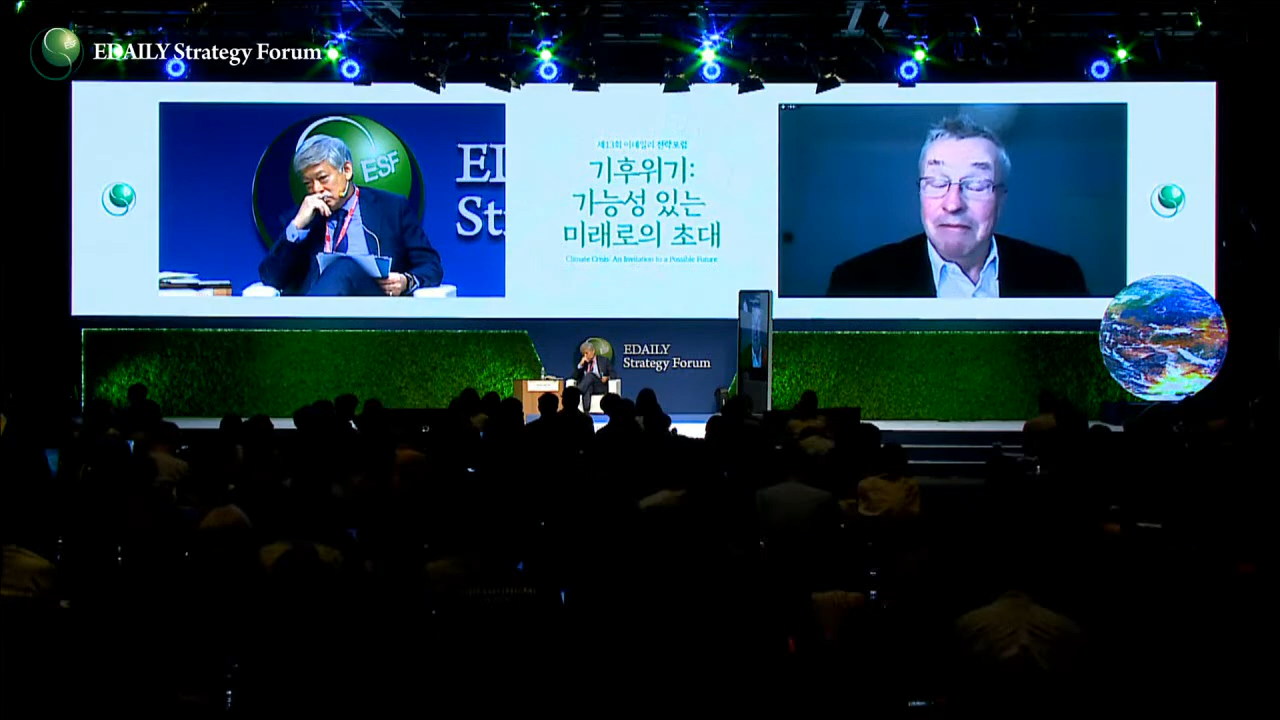 EDAILY Strategy Forum
ESF
제13회 이데일리 전략포럼
기후위기:
가능성 있는
미래로의 초대
Climate Crisis: An Invitation to a Possible Future
EDAILY
Strategy Forum